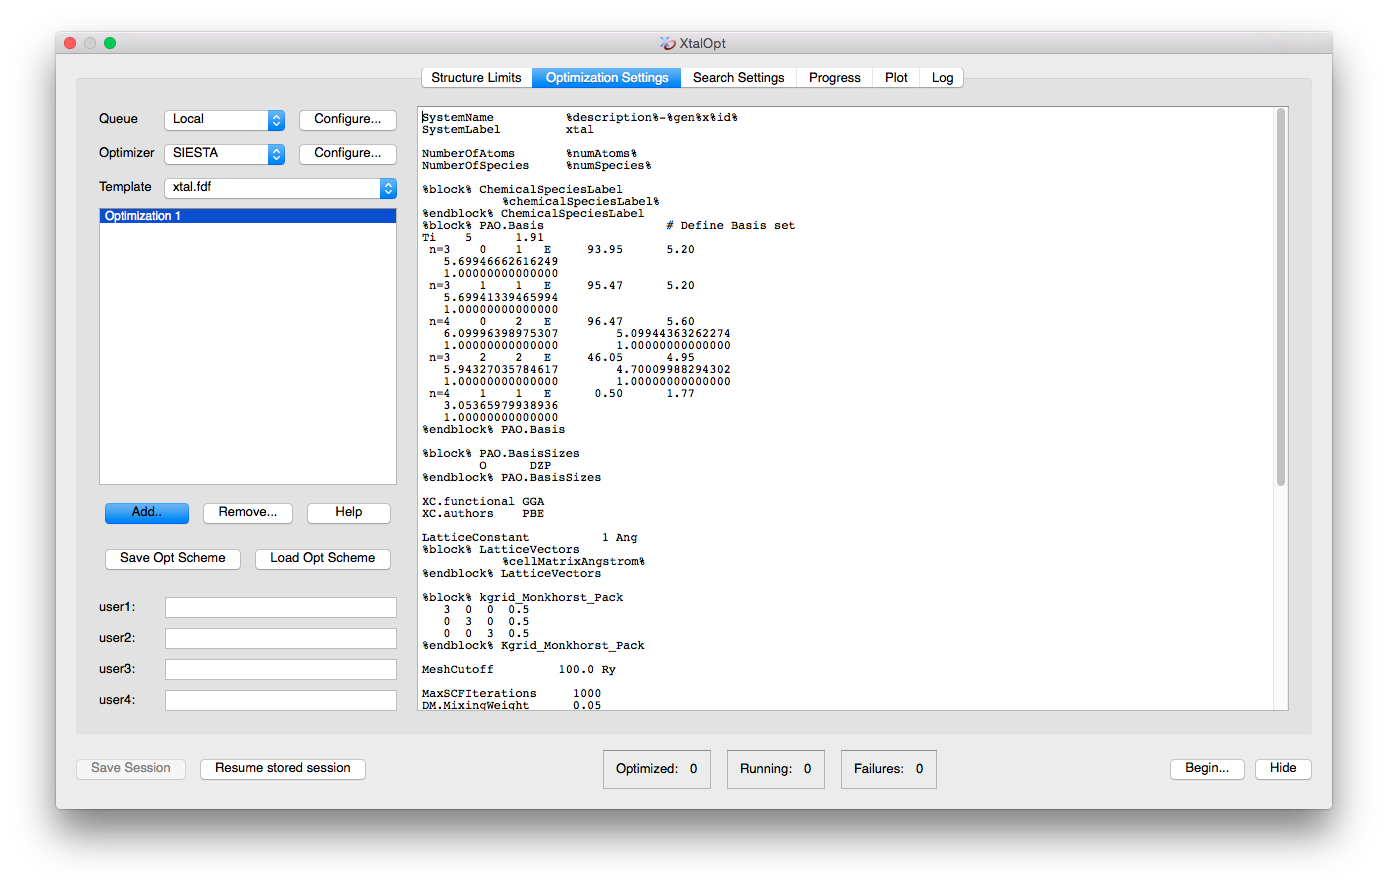 XtalOpt
Structure Limits Optimization Settings Search Settings Progress Plot Log
Queue Local Configure...
Optimizer SIESTA Configure...
Template xtal.fdf
Optimization 1
Add.. Remove... Help
Save Opt Scheme Load Opt Scheme
user1:
user2:
user3:
user4:
SystemName %description%-%gen%x%id%
SystemLabel xtal
NumberOfAtoms %numAtoms%
NumberOfSpecies %numSpecies%
%block% ChemicalSpeciesLabel
%chemicalSpeciesLabel%
%endblock% ChemicalSpeciesLabel
%block% PAO.Basis # Define Basis set
Ti 5 1.91
n=3 0 1 E 93.95 5.20
5.69946662616249
1.00000000000000
n=3 1 1 E 95.47 5.20
5.69941339465994
1.00000000000000
n=4 0 2 E 96.47 5.60
6.09996398975307 5.09944363262274
1.00000000000000 1.00000000000000
n=3 2 2 E 46.05 4.95
5.94327035784617 4.70009988294302
1.00000000000000 1.00000000000000
n=4 1 1 E 0.50 1.77
3.05365979938936
1.00000000000000
%endblock% PAO.Basis
%block% PAO.BasisSizes
O DZP
%endblock% PAO.BasisSizes
XC.functional GGA
XC.authors PBE
LatticeConstant 1 Ang
%block% LatticeVectors
%cellMatrixAngstrom%
%endblock% LatticeVectors
%block% kgrid_Monkhorst_Pack
3 0 0 0.5
0 3 0 0.5
0 0 3 0.5
%endblock% Kgrid_Monkhorst_Pack
MeshCutoff 100.0 Ry
MaxSCFIterations 1000
DM.MixingWeight 0.05
Save Session Resume stored session Optimized: 0 Running: 0 Failures: 0 Begin... Hide